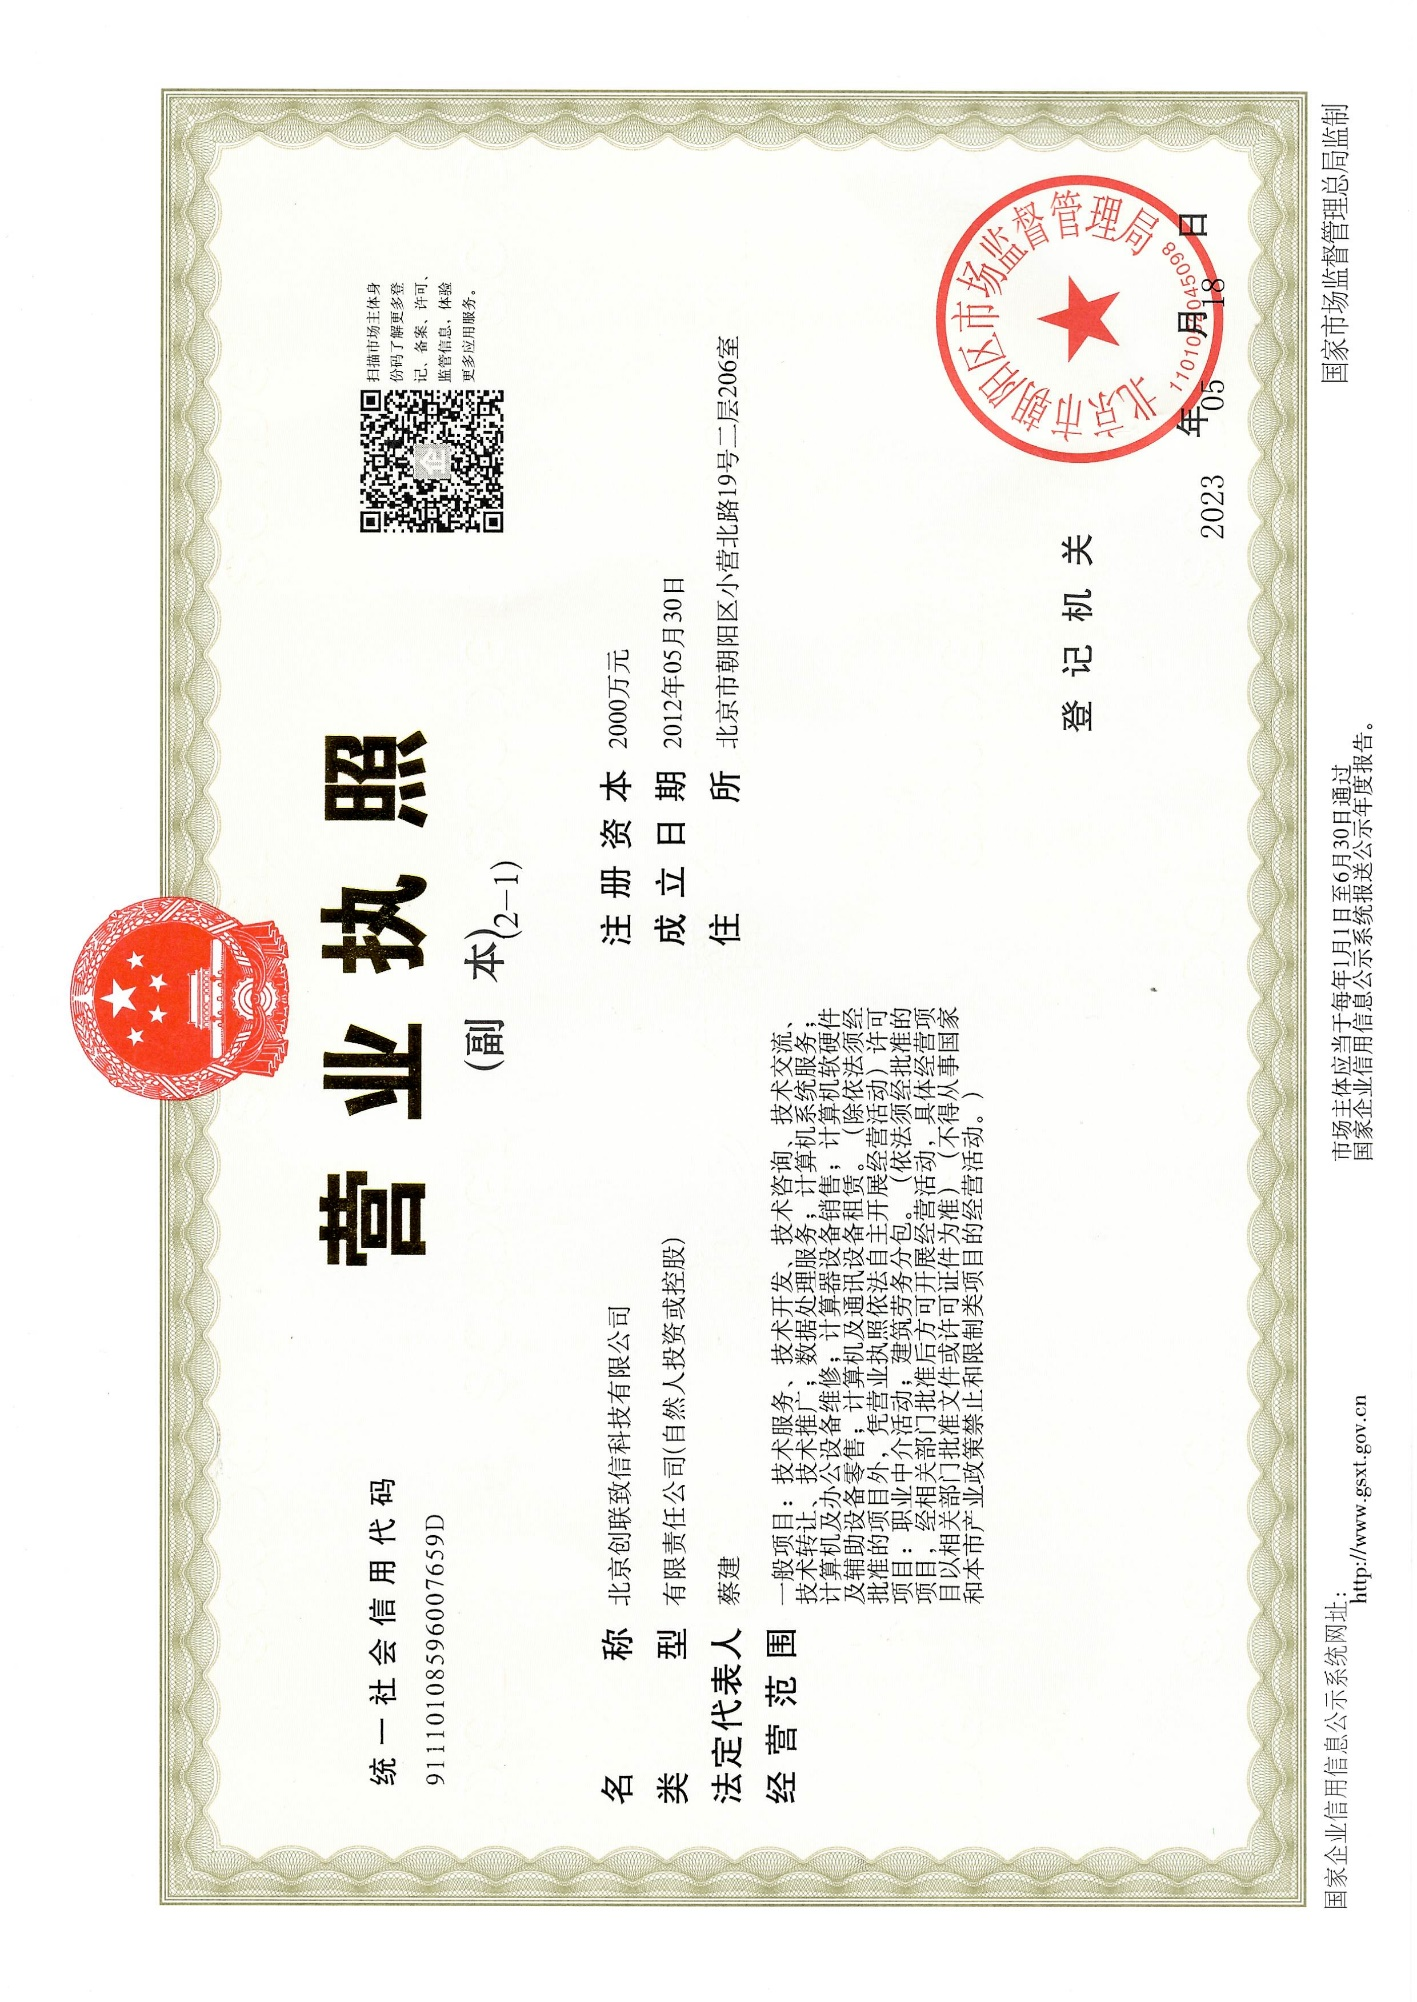 统一社会信用代码
91110108596007659D
营业执照
(副 本)(2-1)
扫描市场主体身
份码了解更多登
记、备案、许可、
监管信息，体验
更多应用服务。
企
名称 北京创联致信科技有限公司
类型 有限责任公司(自然人投资或控股)
法定代表人 蔡建
经营范围 一般项目：技术服务、技术开发、技术咨询、技术交流、
技术转让、技术推广；数据处理服务；计算机系统服务；
计算机及办公设备维修；计算器设备销售；计算机软硬件
及辅助设备零售；计算机及通讯设备租赁。（除依法须经
批准的项目外，凭营业执照依法自主开展经营活动）许可
项目：职业中介活动；建筑劳务分包。（依法须经批准的
项目，经相关部门批准后方可开展经营活动，具体经营项
目以相关部门批准文件或许可证件为准）（不得从事国家
和本市产业政策禁止和限制类项目的经营活动。）
注册资本 2000万元
成立日期 2012年05月30日
住所 北京市朝阳区小营北路19号二层206室
登记机关
北京市朝阳区市场监督管理局
2023年05月18日
国家企业信用信息公示系统网址：
http://www.gsxt.gov.cn
市场主体应当于每年1月1日至6月30日通过
国家企业信用信息公示系统报送公示年度报告。
国家市场监督管理总局监制